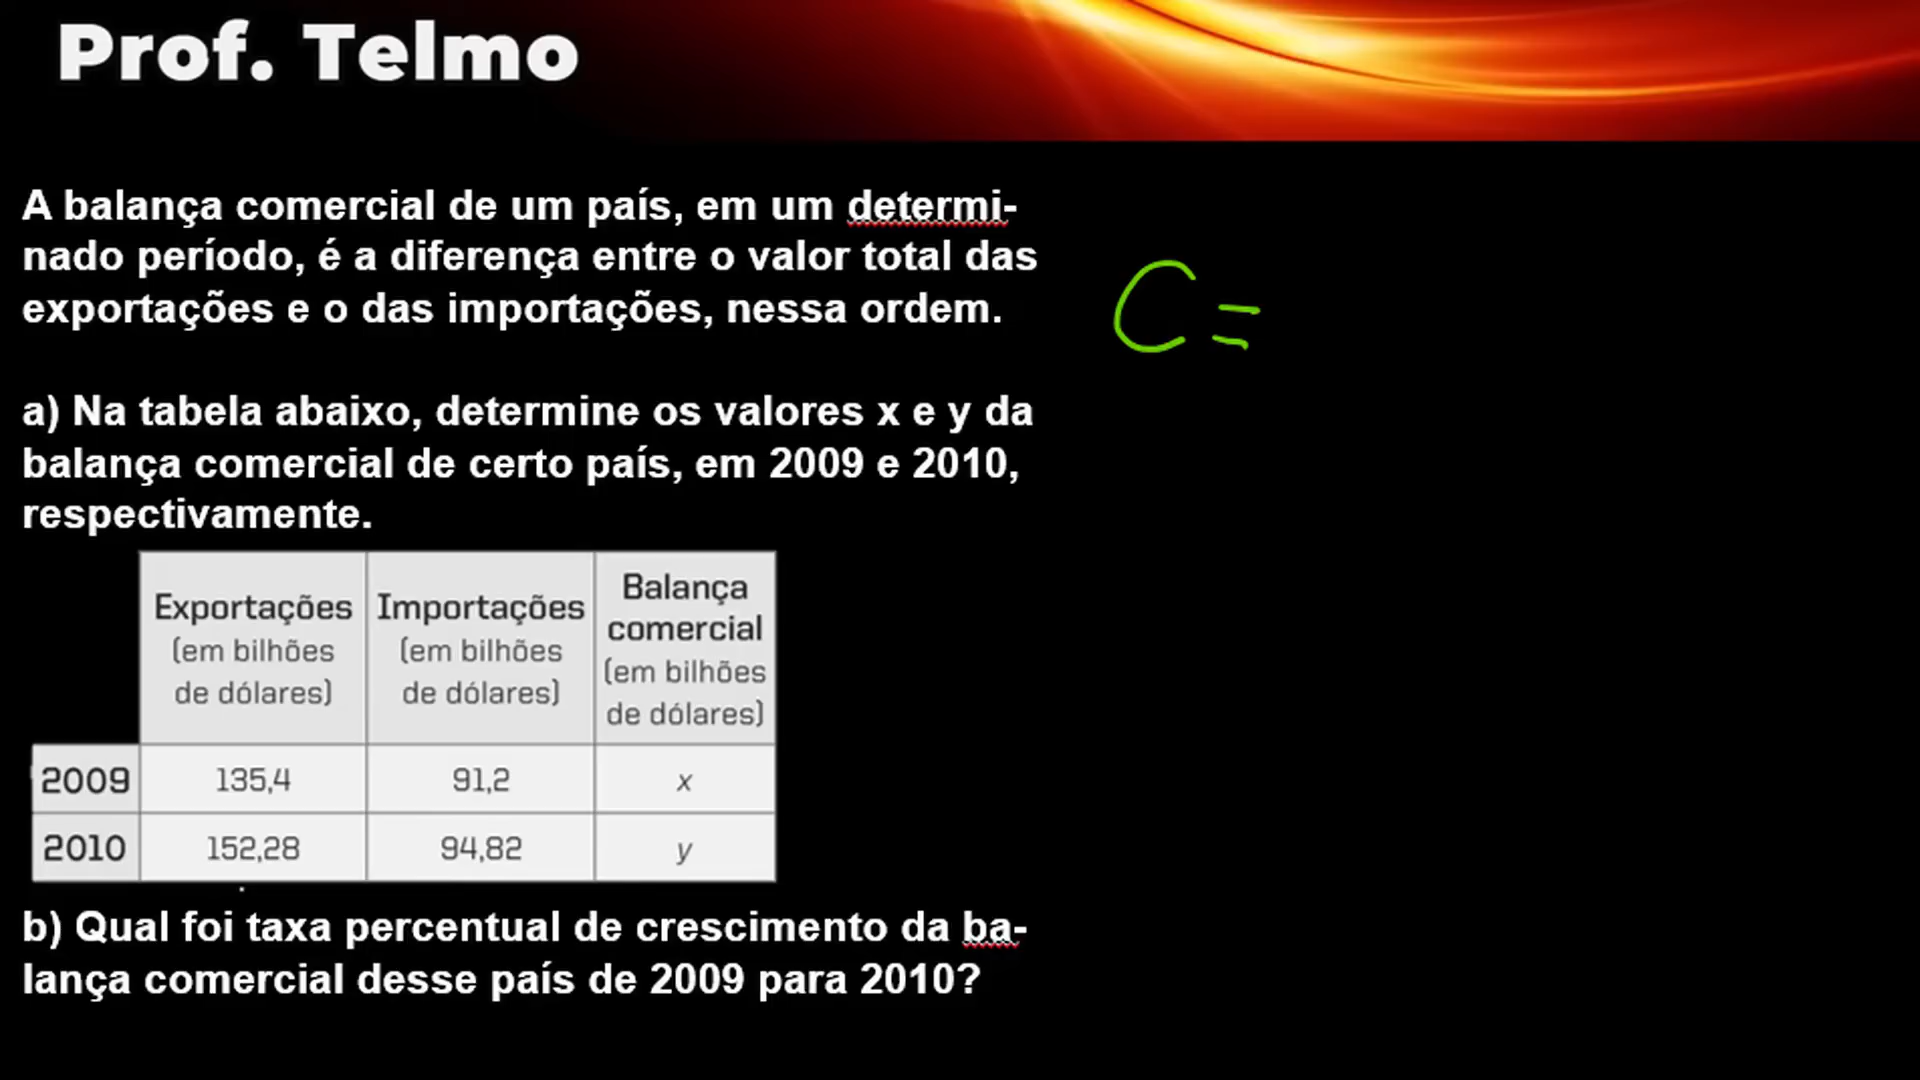 Prof. Telmo
A balança comercial de um país, em um determi-
nado período, é a diferença entre o valor total das
exportações e o das importações, nessa ordem.
C =
a) Na tabela abaixo, determine os valores x e y da
balança comercial de certo país, em 2009 e 2010,
respectivamente.
Exportações (em bilhões de dólares) Importações (em bilhões de dólares) Balança comercial (em bilhões de dólares)
2009 135,4 91,2 x
2010 152,28 94,82 y
b) Qual foi taxa percentual de crescimento da ba-
lança comercial desse país de 2009 para 2010?